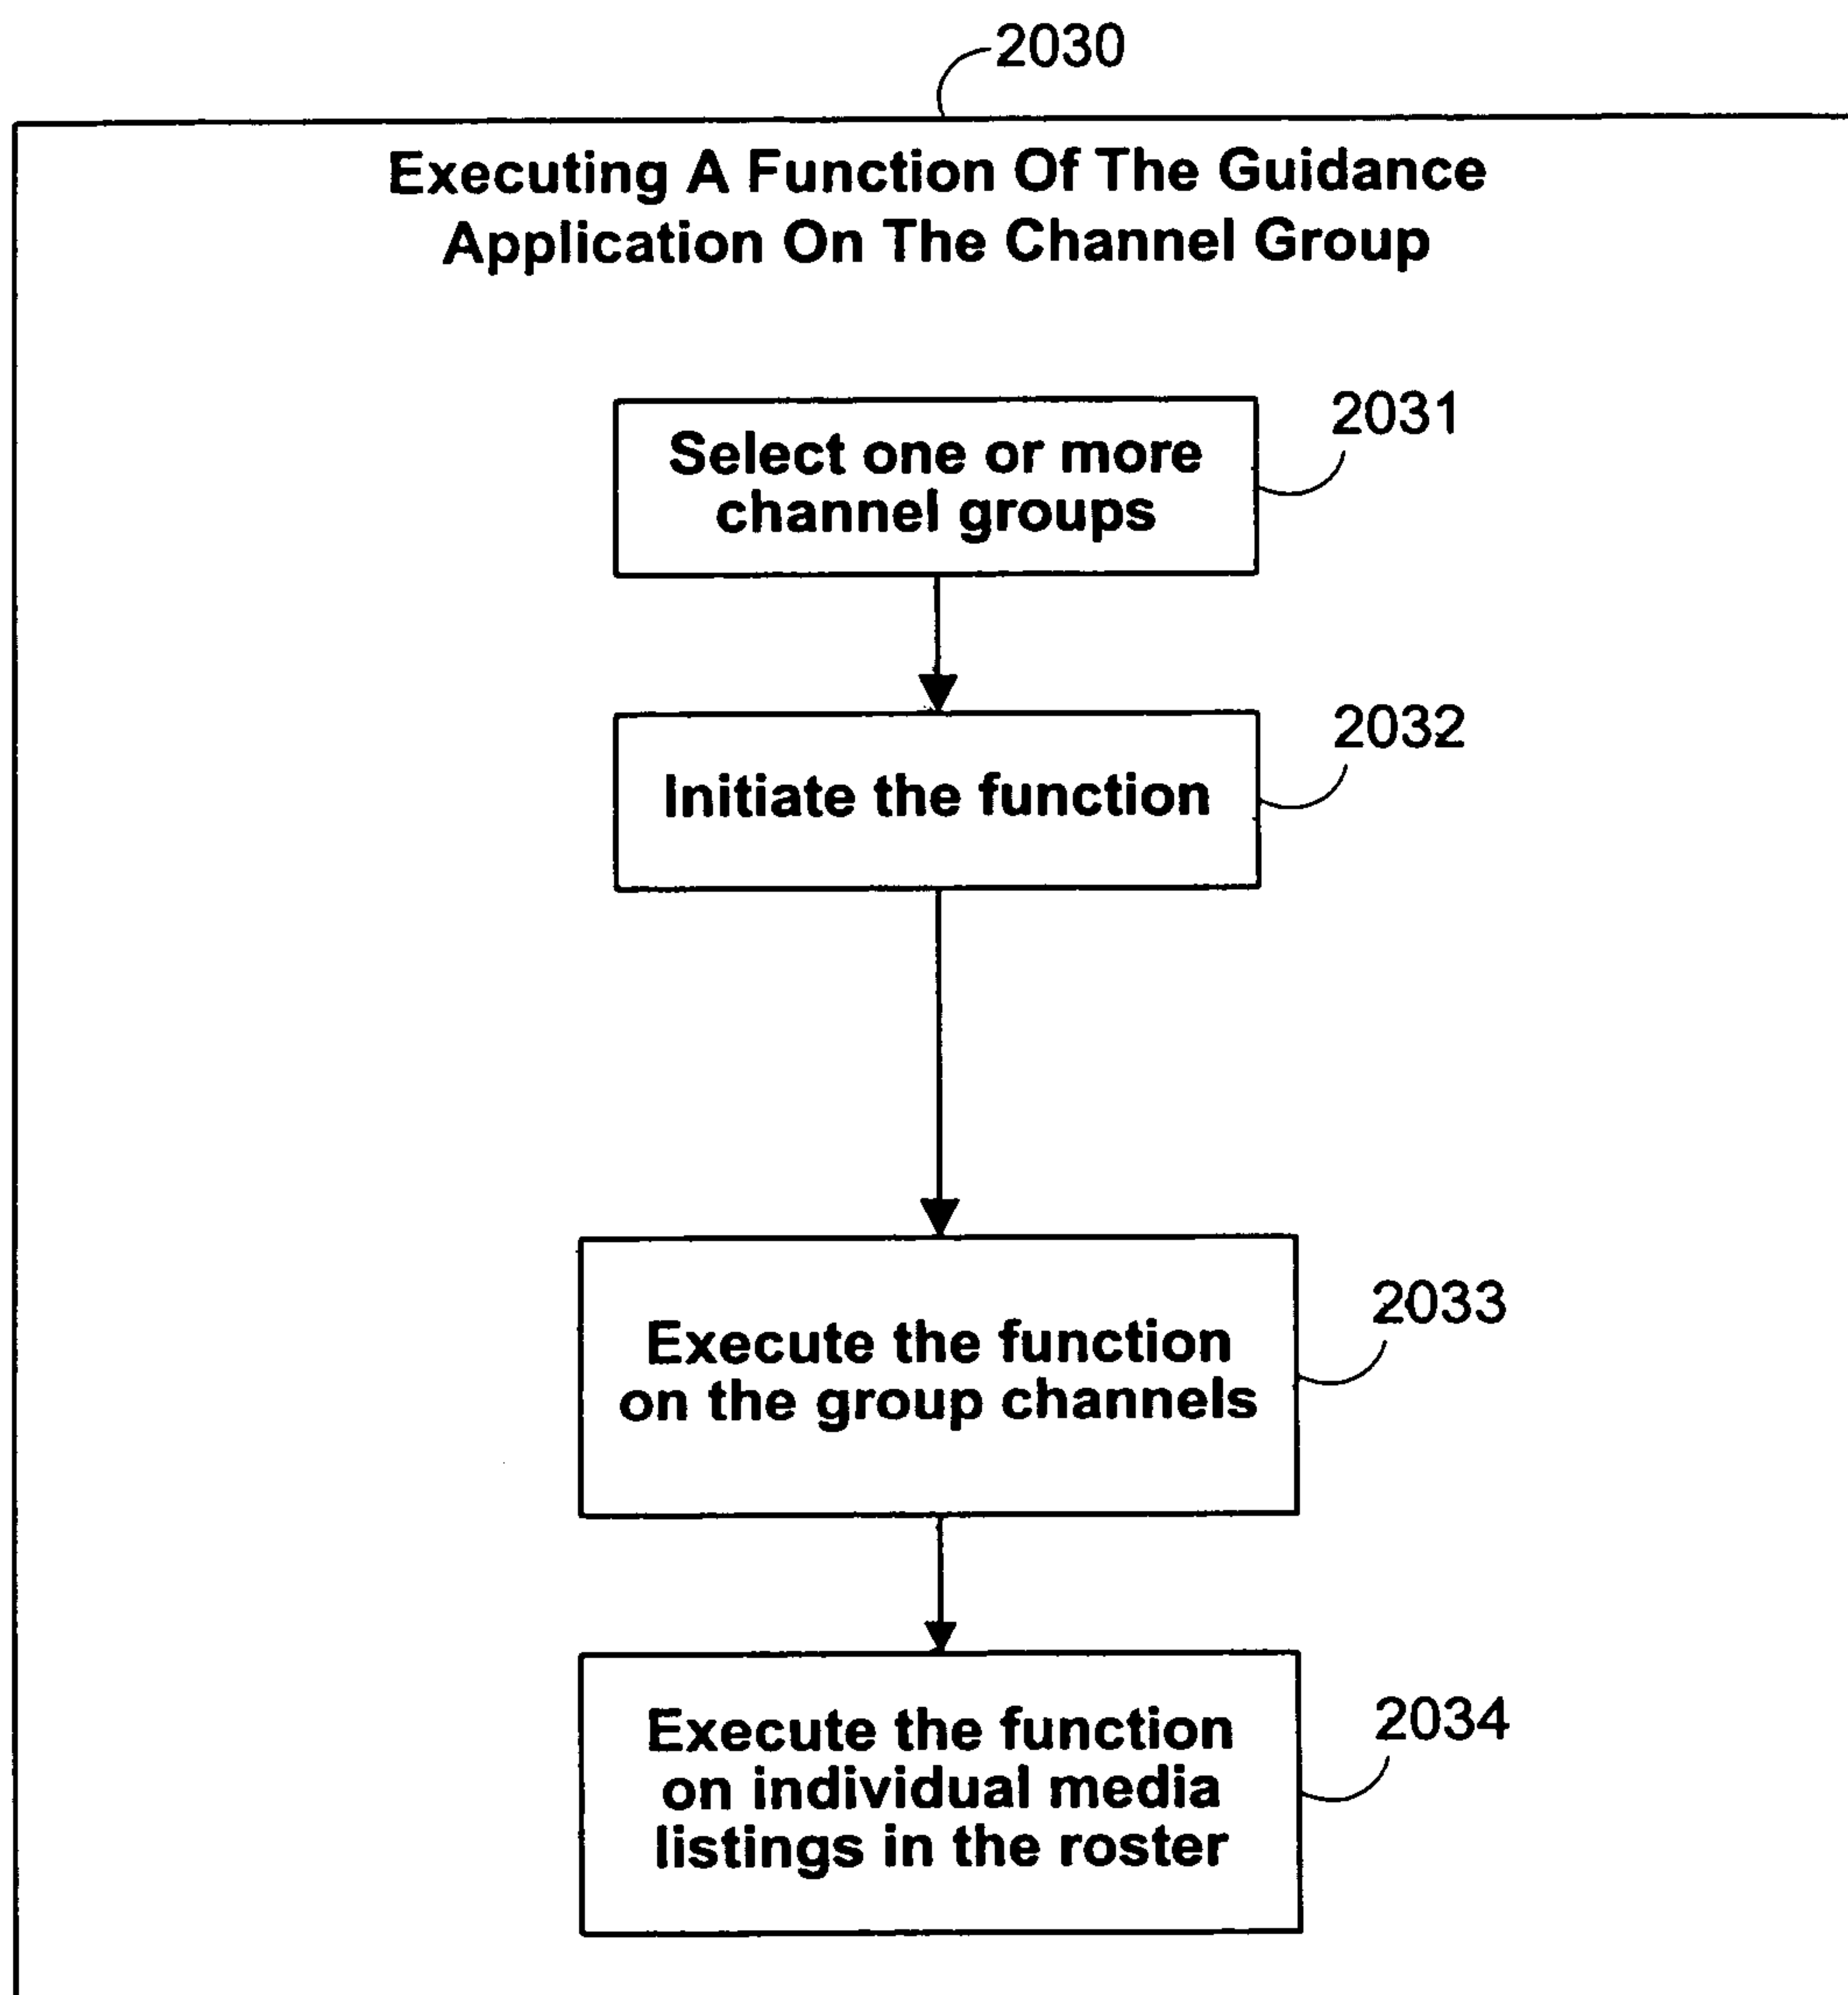 2030
Executing A Function Of The Guidance
Application On The Channel Group
2031
Select one or more
channel groups
2032
Initiate the function
2033
Execute the function
on the group channels
2034
Execute the function
on individual media
listings in the roster